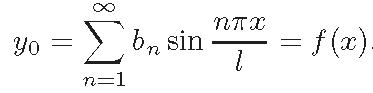 $y_0 = \sum_{n=1}^{\infty} b_n \sin \frac{n\pi x}{l} = f(x).$